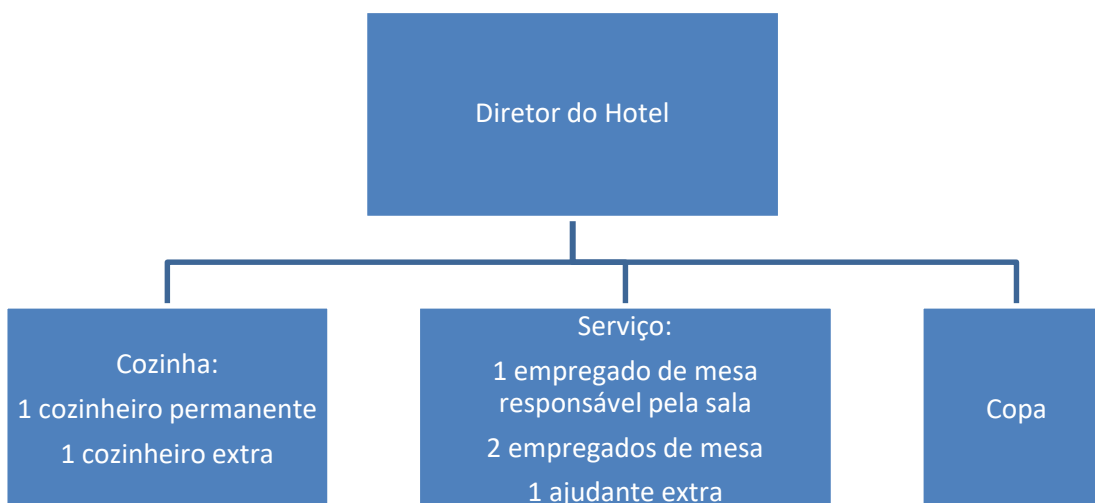 Diretor do Hotel
Cozinha:
1 cozinheiro permanente
1 cozinheiro extra
Serviço:
1 empregado de mesa
responsável pela sala
2 empregados de mesa
1 ajudante extra
Copa